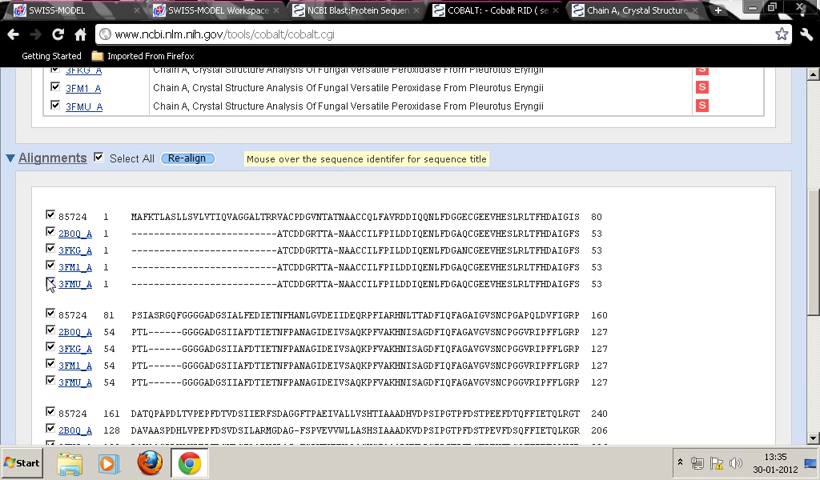 SWISS-MODEL × SWISS-MODEL Workspace × NCBI Blast:Protein Sequen × COBALT: - Cobalt RID ( se × Chain A, Crystal Structure ×
www.ncbi.nlm.nih.gov/tools/cobalt/cobalt.cgi
Getting Started Imported From Firefox
3FKG_A Chain A, Crystal Structure Analysis Of Fungal Versatile Peroxidase From Pleurotus Eryngii S
3FM1_A Chain A, Crystal Structure Analysis Of Fungal Versatile Peroxidase From Pleurotus Eryngii S
3FMU_A Chain A, Crystal Structure Analysis Of Fungal Versatile Peroxidase From Pleurotus Eryngii S
Alignments Select All Re-align Mouse over the sequence identifer for sequence title
85724 1 MAFKTLASLLSVLVTIQVAGGALTRRVACPDGVNTATNAACCQLFAVRDDIQQNLFDGGECGEEVHESLRLTFHDAIGIS 80
2BOQ_A 1 --------------------------ATCDDGRTTA-NAACCILFPILDDIQENLFDGAQCGEEVHESLRLTFHDAIGFS 53
3FKG_A 1 --------------------------ATCDDGRTTA-NAACCILFPILDDIQENLFDGANCGEEVHESLRLTFHDAIGFS 53
3FM1_A 1 --------------------------ATCDDGRTTA-NAACCILFPILDDIQENLFDGAQCGEEVHESLRLTFHDAIGFS 53
3FMU_A 1 --------------------------ATCDDGRTTA-NAACCILFPILDDIQENLFDGAQCGEEVHESLRLTFHDAIGFS 53
85724 81 PSIASRGQFGGGGADGSIALFEDIETNFHANLGVDEIIDEQRPFIARHNLTTADFIQFAGAIGVSNCPGAPQLDVFIGRP 160
2BOQ_A 54 PTL------GGGGADGSIIAFDTIETNFPANAGIDEIVSAQKPFVAKHNISAGDFIQFAGAVGVSNCPGGVRIPFFLGRP 127
3FKG_A 54 PTL------GGGGADGSIIAFDTIETNFPANAGIDEIVSAQKPFVAKHNISAGDFIQFAGAVGVSNCPGGVRIPFFLGRP 127
3FM1_A 54 PTL------GGGGADGSIIAFDTIETNFPANAGIDEIVSAQKPFVAKHNISAGDFIQFAGAVGVSNCPGGVRIPFFLGRP 127
3FMU_A 54 PTL------GGGGADGSIIAFDTIETNFPANAGIDEIVSAQKPFVAKHNISAGDFIQFAGAVGVSNCPGGVRIPFFLGRP 127
85724 161 DATQPAPDLTVPEPFDTVDSIIERFSDAGGFTPAEIVALLVSHTIAAADHVDPSIPGTPFDSTPEEFDTQFFIETQLRGT 240
2BOQ_A 128 DAVAASPDHLVPEPFDSVDSILARMGDAG-FSPVEVVWLLASHSIAAADKVDPSIPGTPFDSTPEVFDSQFFIETQLKGR 206
Start 13:35
30-01-2012